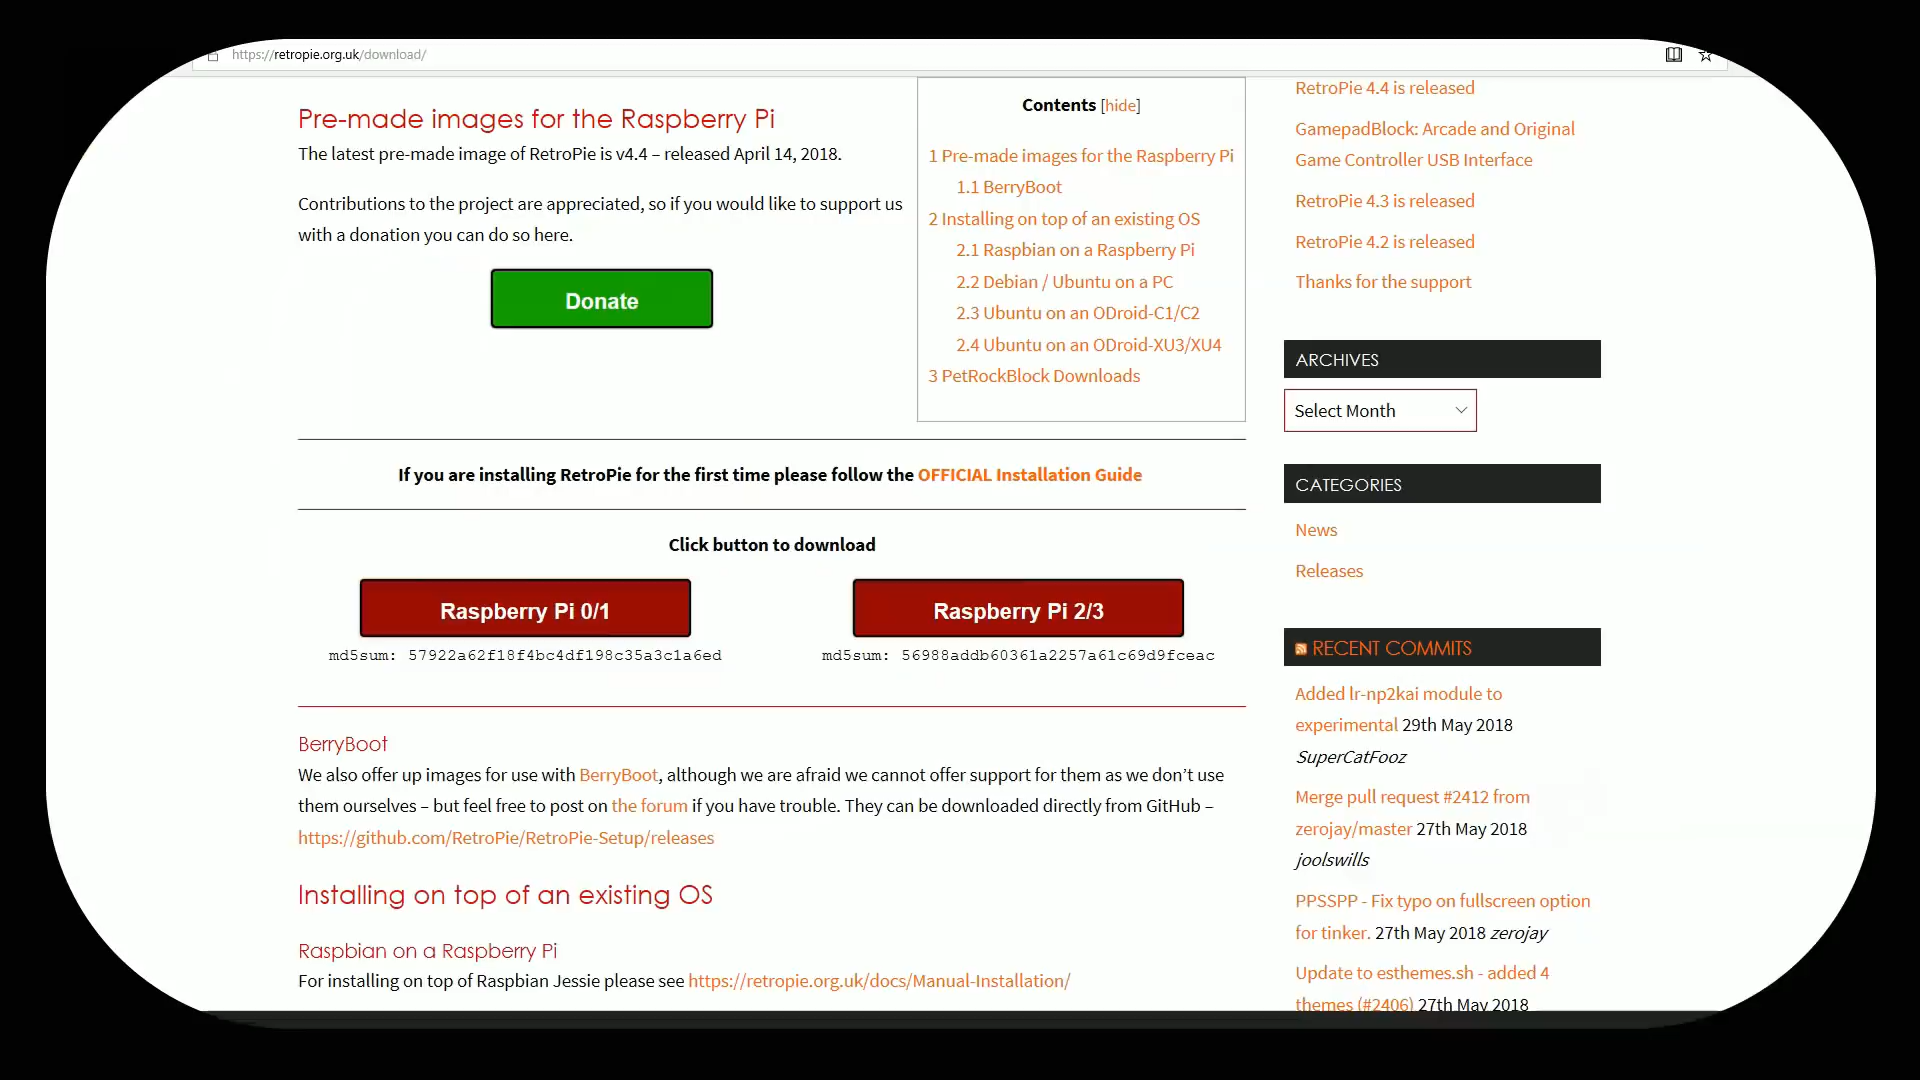 https://retropie.org.uk/download/
Pre-made images for the Raspberry Pi
The latest pre-made image of RetroPie is v4.4 – released April 14, 2018.
Contributions to the project are appreciated, so if you would like to support us
with a donation you can do so here.
Donate
Contents [hide]
1 Pre-made images for the Raspberry Pi
1.1 BerryBoot
2 Installing on top of an existing OS
2.1 Raspbian on a Raspberry Pi
2.2 Debian / Ubuntu on a PC
2.3 Ubuntu on an ODroid-C1/C2
2.4 Ubuntu on an ODroid-XU3/XU4
3 PetRockBlock Downloads
If you are installing RetroPie for the first time please follow the OFFICIAL Installation Guide
Click button to download
Raspberry Pi 0/1
md5sum: 57922a62f18f4bc4df198c35a3c1a6ed
Raspberry Pi 2/3
md5sum: 56988addb60361a2257a61c69d9fceac
BerryBoot
We also offer up images for use with BerryBoot, although we are afraid we cannot offer support for them as we don’t use
them ourselves – but feel free to post on the forum if you have trouble. They can be downloaded directly from GitHub –
https://github.com/RetroPie/RetroPie-Setup/releases
Installing on top of an existing OS
Raspbian on a Raspberry Pi
For installing on top of Raspbian Jessie please see https://retropie.org.uk/docs/Manual-Installation/
RetroPie 4.4 is released
GamepadBlock: Arcade and Original
Game Controller USB Interface
RetroPie 4.3 is released
RetroPie 4.2 is released
Thanks for the support
ARCHIVES
Select Month
CATEGORIES
News
Releases
RECENT COMMITS
Added lr-np2kai module to
experimental 29th May 2018
SuperCatFooz
Merge pull request #2412 from
zerojay/master 27th May 2018
joolswills
PPSSPP - Fix typo on fullscreen option
for tinker. 27th May 2018 zerojay
Update to esthemes.sh - added 4
themes (#2406) 27th May 2018